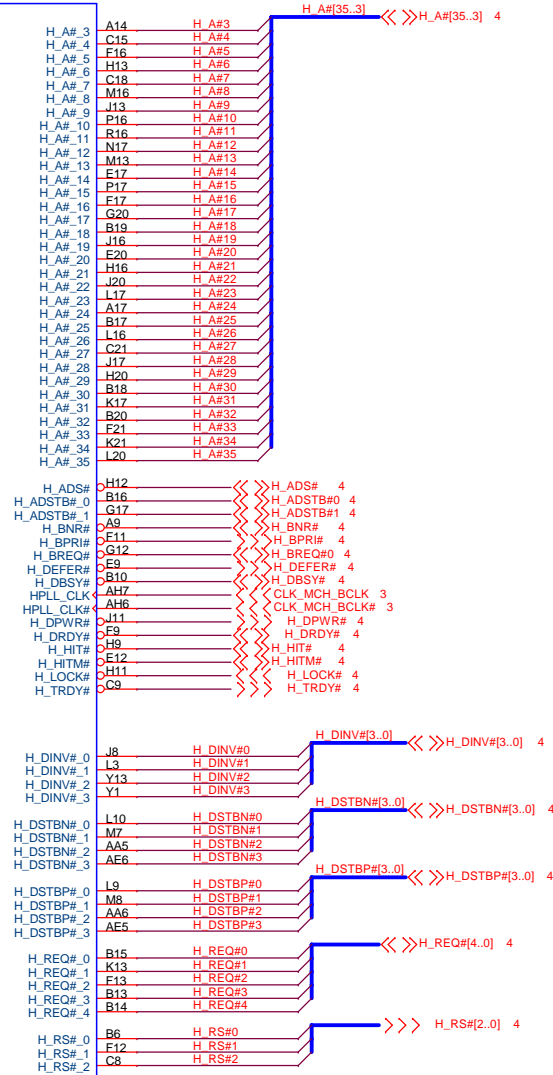 H_A#[35..3] H_A#[35..3] 4
H_A#_3 A14 H_A#3
H_A#_4 C15 H_A#4
H_A#_5 F16 H_A#5
H_A#_6 H13 H_A#6
H_A#_7 C18 H_A#7
H_A#_8 M16 H_A#8
H_A#_9 J13 H_A#9
H_A#_10 P16 H_A#10
H_A#_11 R16 H_A#11
H_A#_12 N17 H_A#12
H_A#_13 M13 H_A#13
H_A#_14 E17 H_A#14
H_A#_15 P17 H_A#15
H_A#_16 F17 H_A#16
H_A#_17 G20 H_A#17
H_A#_18 B19 H_A#18
H_A#_19 J16 H_A#19
H_A#_20 E20 H_A#20
H_A#_21 H16 H_A#21
H_A#_22 J20 H_A#22
H_A#_23 L17 H_A#23
H_A#_24 A17 H_A#24
H_A#_25 B17 H_A#25
H_A#_26 L16 H_A#26
H_A#_27 C21 H_A#27
H_A#_28 J17 H_A#28
H_A#_29 H20 H_A#29
H_A#_30 B18 H_A#30
H_A#_31 K17 H_A#31
H_A#_32 B20 H_A#32
H_A#_33 F21 H_A#33
H_A#_34 K21 H_A#34
H_A#_35 L20 H_A#35
H_ADS# H12 H_ADS# 4
H_ADSTB#_0 B16 H_ADSTB#0 4
H_ADSTB#_1 G17 H_ADSTB#1 4
H_BNR# A9 H_BNR# 4
H_BPRI# F11 H_BPRI# 4
H_BREQ# G12 H_BREQ#0 4
H_DEFER# E9 H_DEFER# 4
H_DBSY# B10 H_DBSY# 4
HPLL_CLK AH7 CLK_MCH_BCLK 3
HPLL_CLK# AH6 CLK_MCH_BCLK# 3
H_DPWR# J11 H_DPWR# 4
H_DRDY# F9 H_DRDY# 4
H_HIT# H9 H_HIT# 4
H_HITM# E12 H_HITM# 4
H_LOCK# H11 H_LOCK# 4
H_TRDY# C9 H_TRDY# 4
H_DINV#[3..0] H_DINV#[3..0] 4
H_DINV#_0 J8 H_DINV#0
H_DINV#_1 L3 H_DINV#1
H_DINV#_2 Y13 H_DINV#2
H_DINV#_3 Y1 H_DINV#3
H_DSTBN#[3..0] H_DSTBN#[3..0] 4
H_DSTBN#_0 L10 H_DSTBN#0
H_DSTBN#_1 M7 H_DSTBN#1
H_DSTBN#_2 AA5 H_DSTBN#2
H_DSTBN#_3 AE6 H_DSTBN#3
H_DSTBP#[3..0] H_DSTBP#[3..0] 4
H_DSTBP#_0 L9 H_DSTBP#0
H_DSTBP#_1 M8 H_DSTBP#1
H_DSTBP#_2 AA6 H_DSTBP#2
H_DSTBP#_3 AE5 H_DSTBP#3
H_REQ#[4..0] 4
H_REQ#_0 B15 H_REQ#0
H_REQ#_1 K13 H_REQ#1
H_REQ#_2 F13 H_REQ#2
H_REQ#_3 B13 H_REQ#3
H_REQ#_4 B14 H_REQ#4
H_RS#[2..0] 4
H_RS#_0 B6 H_RS#0
H_RS#_1 F12 H_RS#1
H_RS#_2 C8 H_RS#2